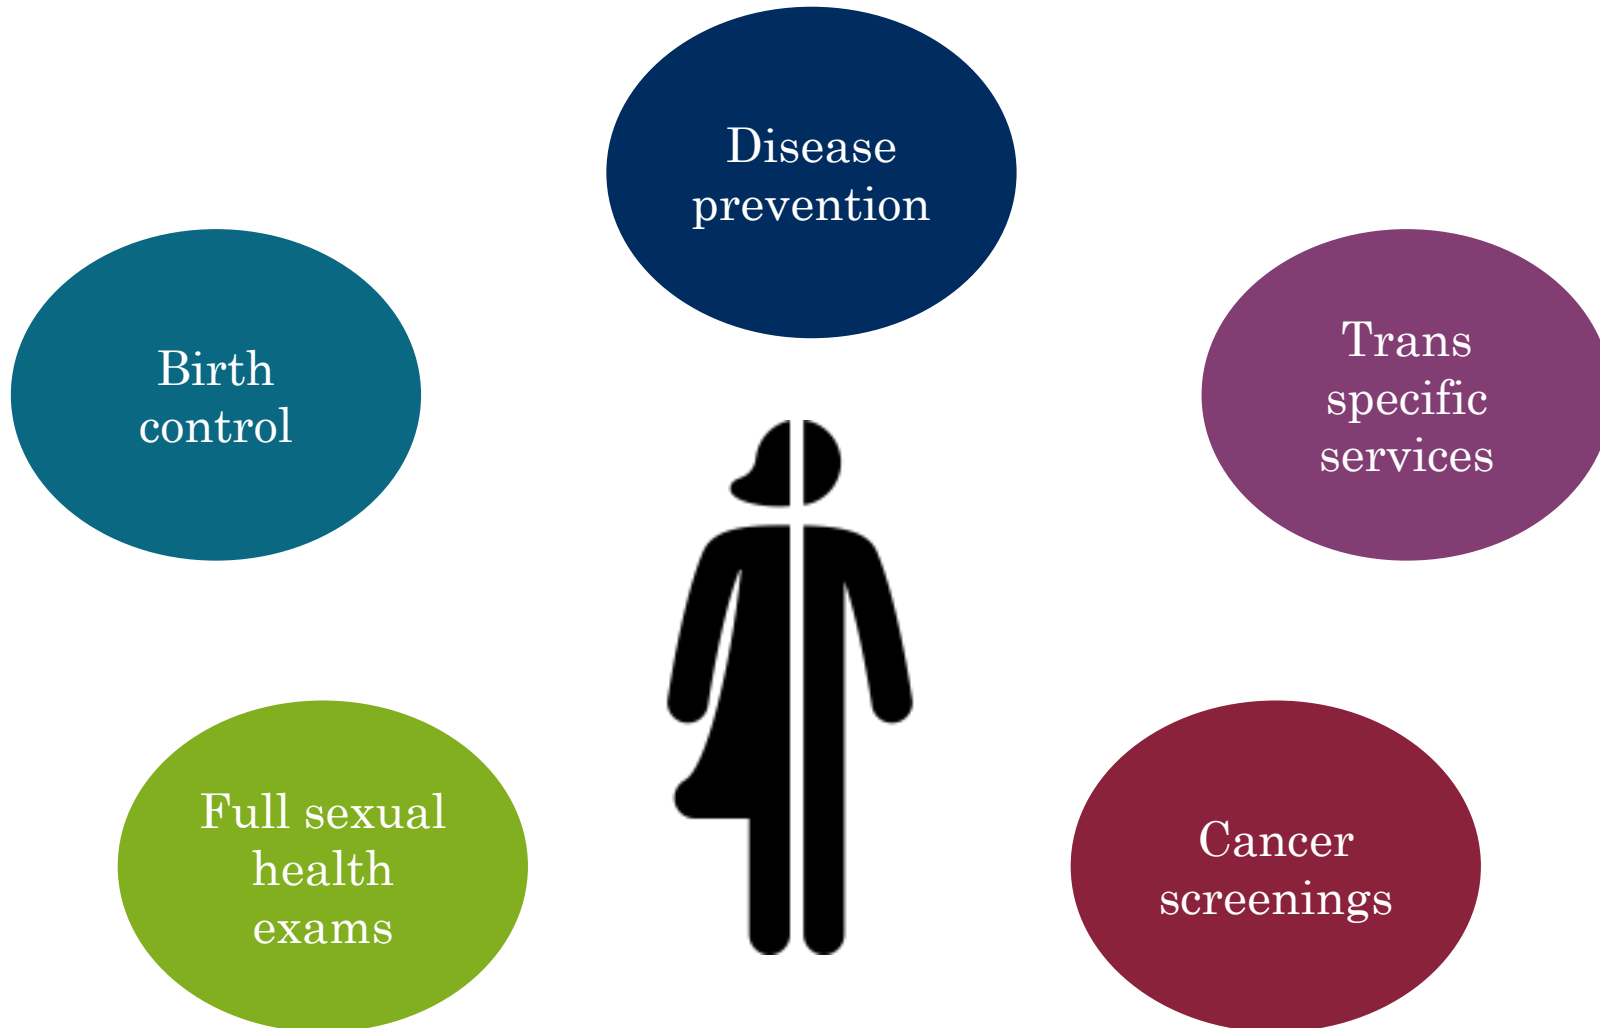 Disease
prevention
Birth
control
Trans
specific
services
Full sexual
health
exams
Cancer
screenings